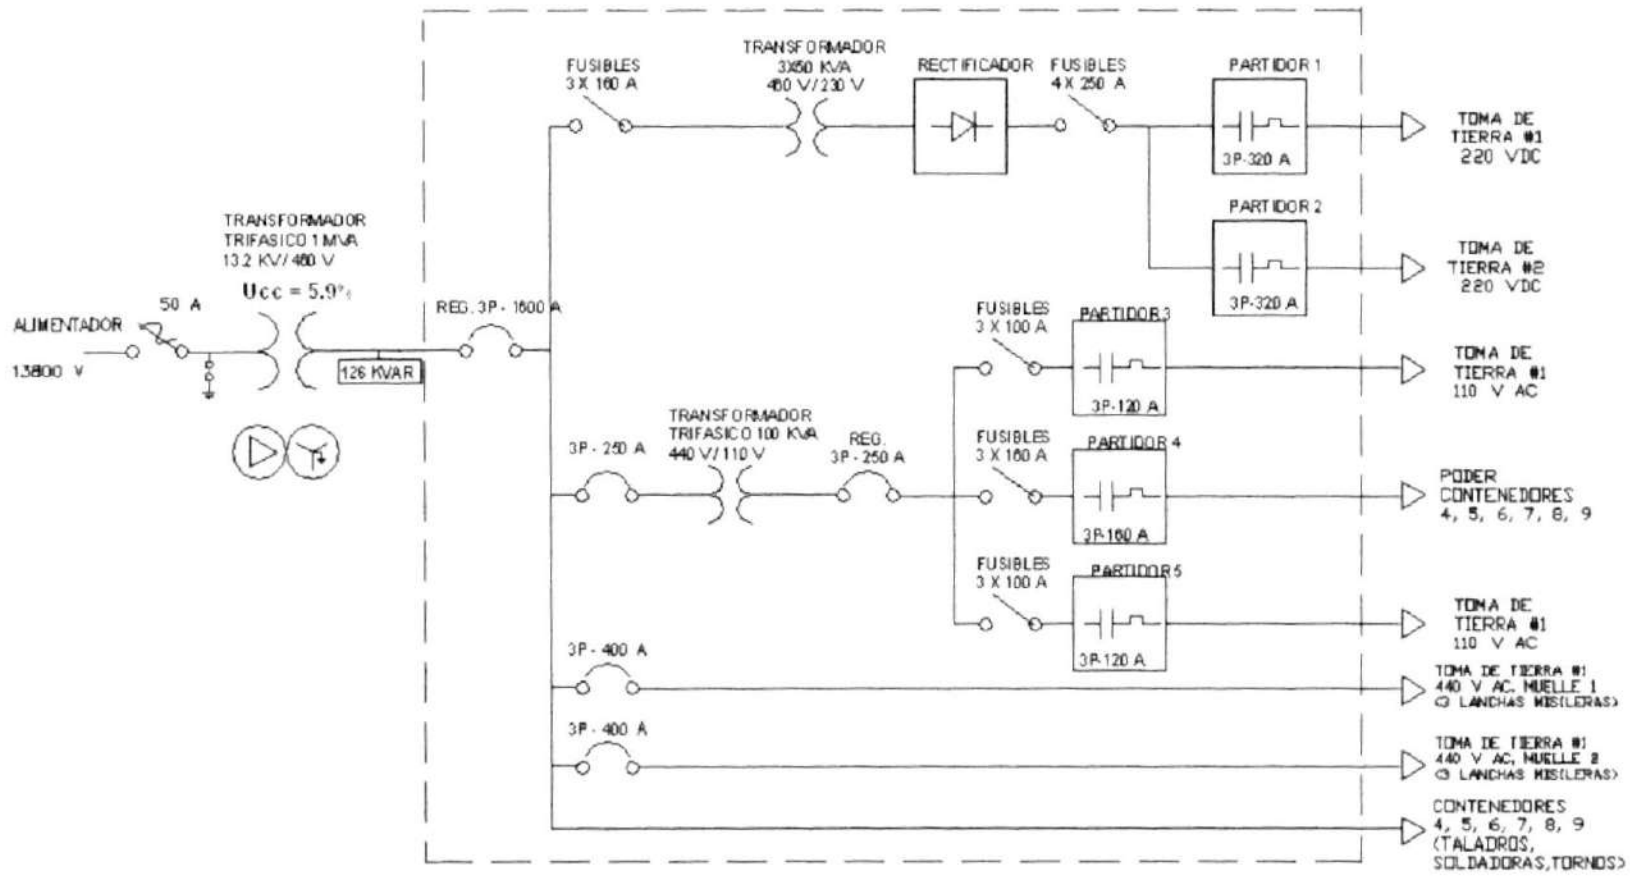 ALIMENTADOR
13800 V
50 A
TRANSFORMADOR
TRIFASICO 1 MVA
13.2 KV/460 V
Ucc = 5.9%
126 KVAR
REG. 3P - 1600 A
FUSIBLES
3 X 160 A
TRANSFORMADOR
3X50 KVA
460 V/230 V
RECTIFICADOR
FUSIBLES
4 X 250 A
PARTIDOR 1
3P-320 A
TOMA DE
TIERRA #1
220 VDC
PARTIDOR 2
3P-320 A
TOMA DE
TIERRA #2
220 VDC
3P - 250 A
TRANSFORMADOR
TRIFASICO 100 KVA
440 V/110 V
REG.
3P - 250 A
FUSIBLES
3 X 100 A
PARTIDOR 3
3P-120 A
TOMA DE
TIERRA #1
110 V AC
FUSIBLES
3 X 160 A
PARTIDOR 4
3P-160 A
PODER
CONTENEDORES
4, 5, 6, 7, 8, 9
FUSIBLES
3 X 100 A
PARTIDOR 5
3P-120 A
TOMA DE
TIERRA #1
110 V AC
3P - 400 A
TOMA DE TIERRA #1
440 V AC, MUELLE 1
(3 LANCHAS MISILERAS)
3P - 400 A
TOMA DE TIERRA #1
440 V AC, MUELLE 2
(3 LANCHAS MISILERAS)
CONTENEDORES
4, 5, 6, 7, 8, 9
(TALADROS,
SOLDADORAS,TORNOS)